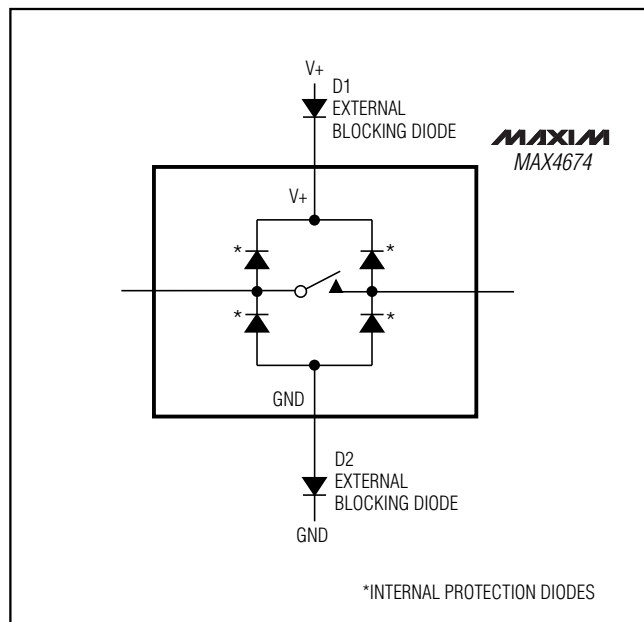 V+
D1
EXTERNAL
BLOCKING DIODE
MAXIM
MAX4674
V+
*
*
*
*
GND
D2
EXTERNAL
BLOCKING DIODE
GND
*INTERNAL PROTECTION DIODES